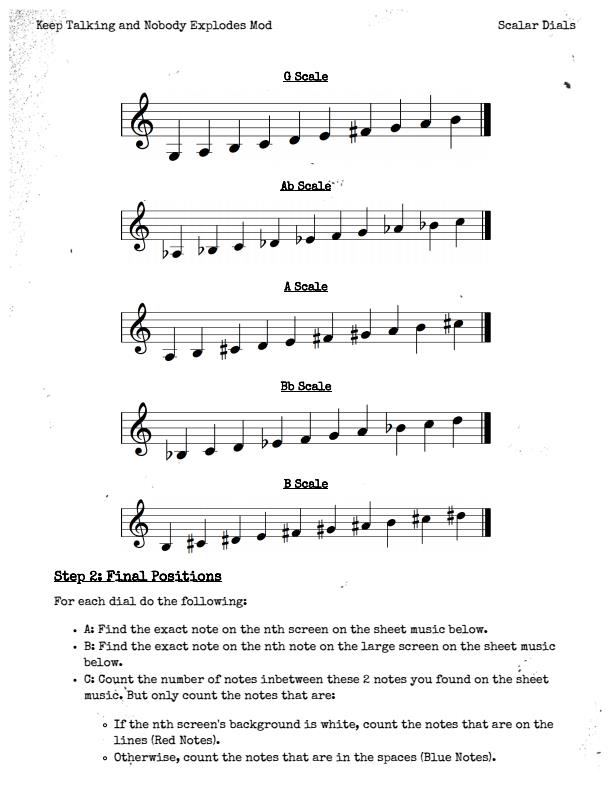 Keep Talking and Nobody Explodes Mod
Scalar Dials
G Scale
Ab Scale
A Scale
Bb Scale
B Scale
Step 2: Final Positions
For each dial do the following:
• A: Find the exact note on the nth screen on the sheet music below.
• B: Find the exact note on the nth note on the large screen on the sheet music
below.
• C: Count the number of notes inbetween these 2 notes you found on the sheet
music. But only count the notes that are:
◦ If the nth screen's background is white, count the notes that are on the
lines (Red Notes).
◦ Otherwise, count the notes that are in the spaces (Blue Notes).